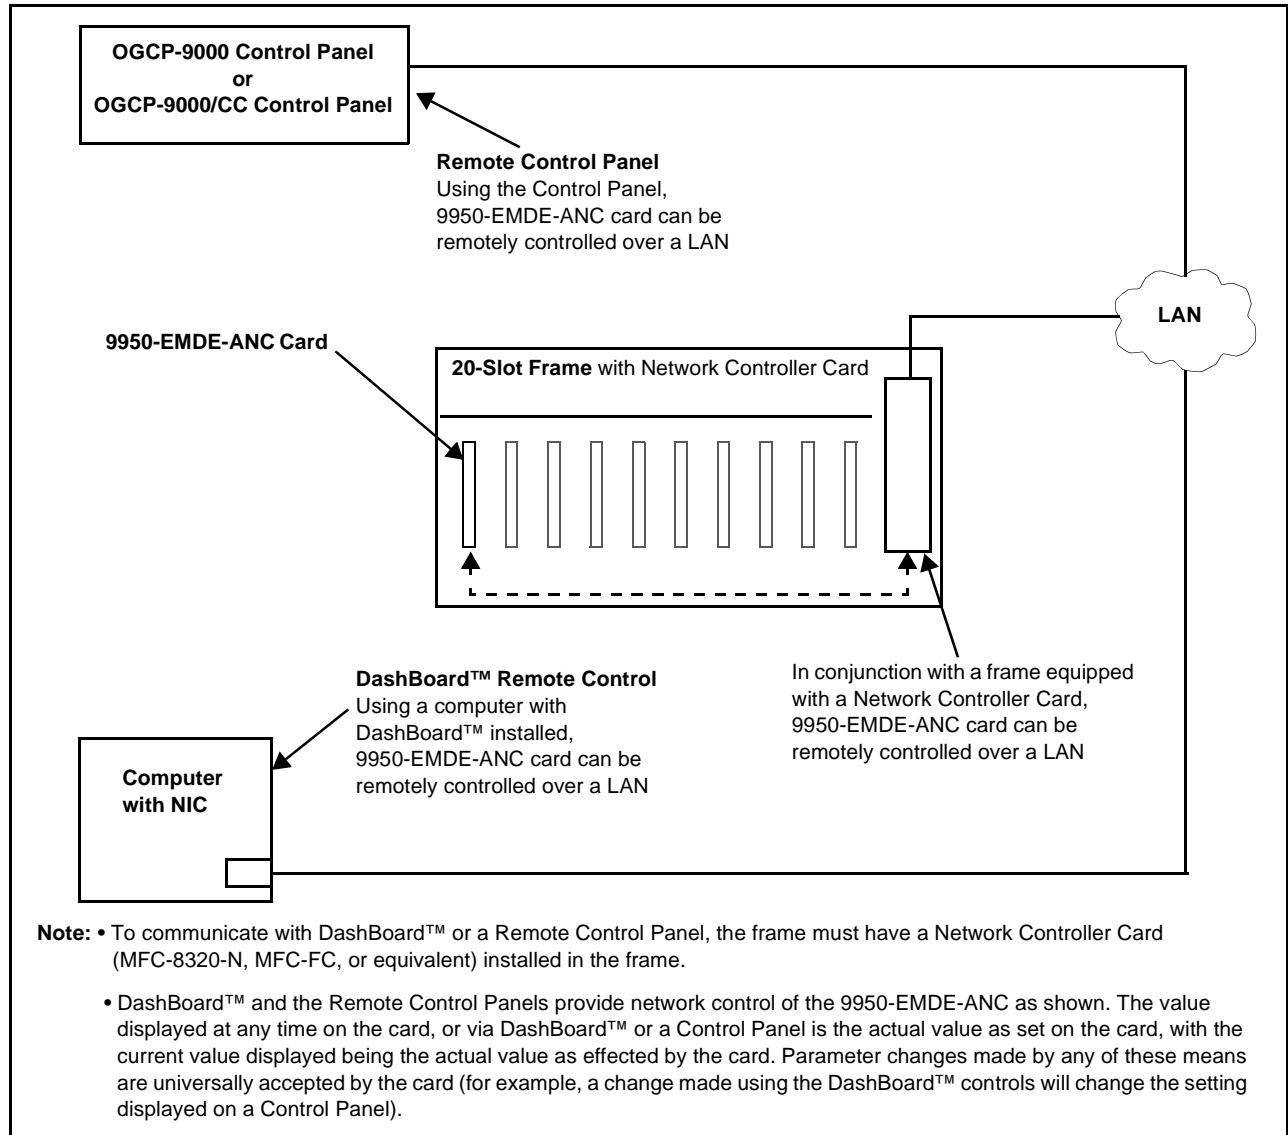 OGCP-9000 Control Panel
or
OGCP-9000/CC Control Panel
Remote Control Panel
Using the Control Panel,
9950-EMDE-ANC card can be
remotely controlled over a LAN
LAN
9950-EMDE-ANC Card
20-Slot Frame with Network Controller Card
DashBoard™ Remote Control
Using a computer with
DashBoard™ installed,
9950-EMDE-ANC card can be
remotely controlled over a LAN
In conjunction with a frame equipped
with a Network Controller Card,
9950-EMDE-ANC card can be
remotely controlled over a LAN
Computer
with NIC
Note: • To communicate with DashBoard™ or a Remote Control Panel, the frame must have a Network Controller Card
(MFC-8320-N, MFC-FC, or equivalent) installed in the frame.
• DashBoard™ and the Remote Control Panels provide network control of the 9950-EMDE-ANC as shown. The value
displayed at any time on the card, or via DashBoard™ or a Control Panel is the actual value as set on the card, with the
current value displayed being the actual value as effected by the card. Parameter changes made by any of these means
are universally accepted by the card (for example, a change made using the DashBoard™ controls will change the setting
displayed on a Control Panel).